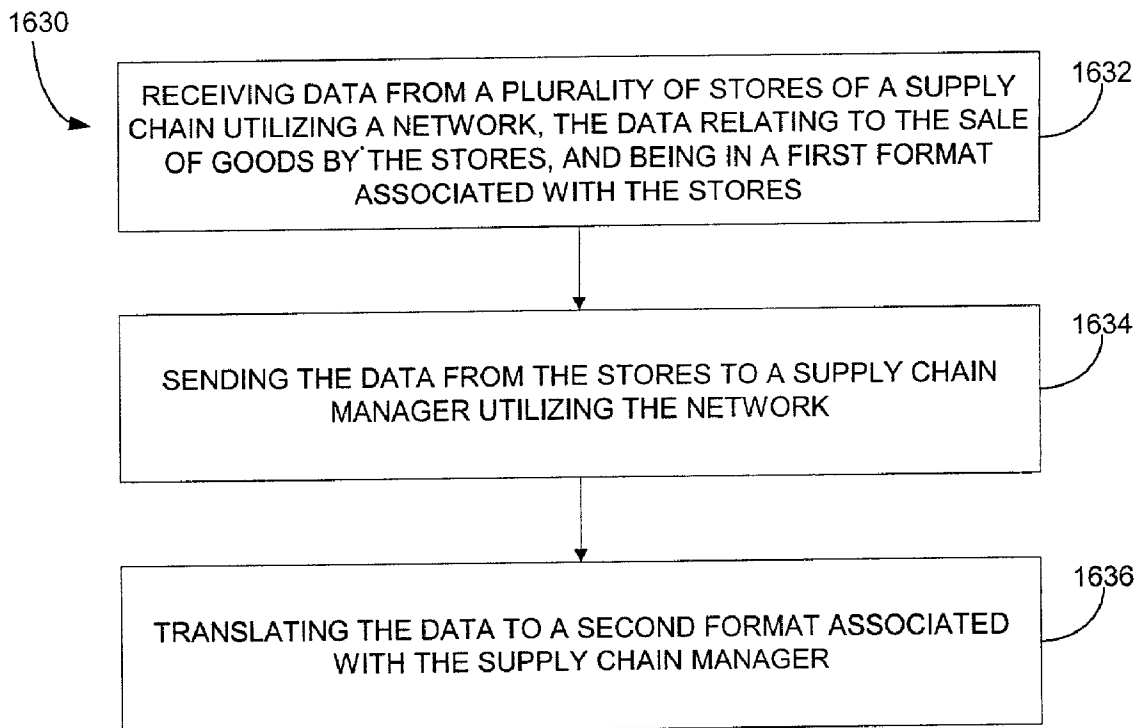 1630
1632
RECEIVING DATA FROM A PLURALITY OF STORES OF A SUPPLY
CHAIN UTILIZING A NETWORK, THE DATA RELATING TO THE SALE
OF GOODS BY THE STORES, AND BEING IN A FIRST FORMAT
ASSOCIATED WITH THE STORES
1634
SENDING THE DATA FROM THE STORES TO A SUPPLY CHAIN
MANAGER UTILIZING THE NETWORK
1636
TRANSLATING THE DATA TO A SECOND FORMAT ASSOCIATED
WITH THE SUPPLY CHAIN MANAGER